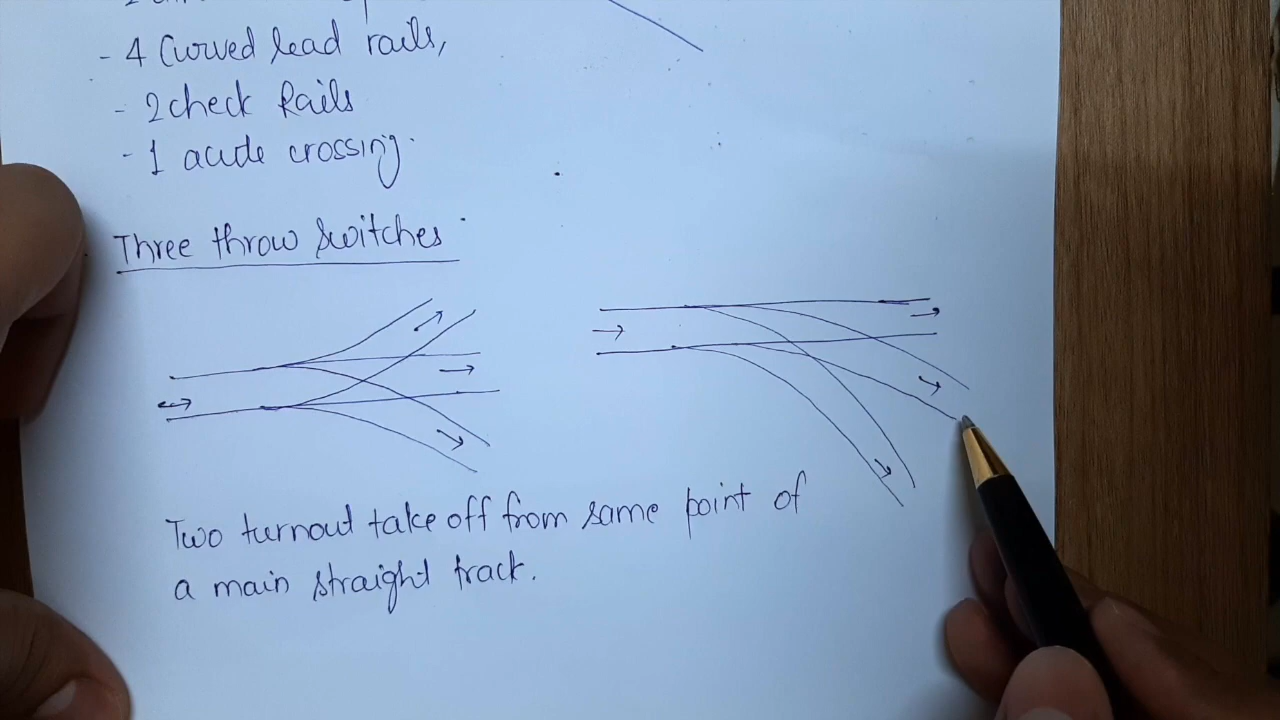 - 4 Curved lead rails,
- 2 check Rails
- 1 acute crossing.
Three throw switches
Two turnout take off from same point of
a main straight track.